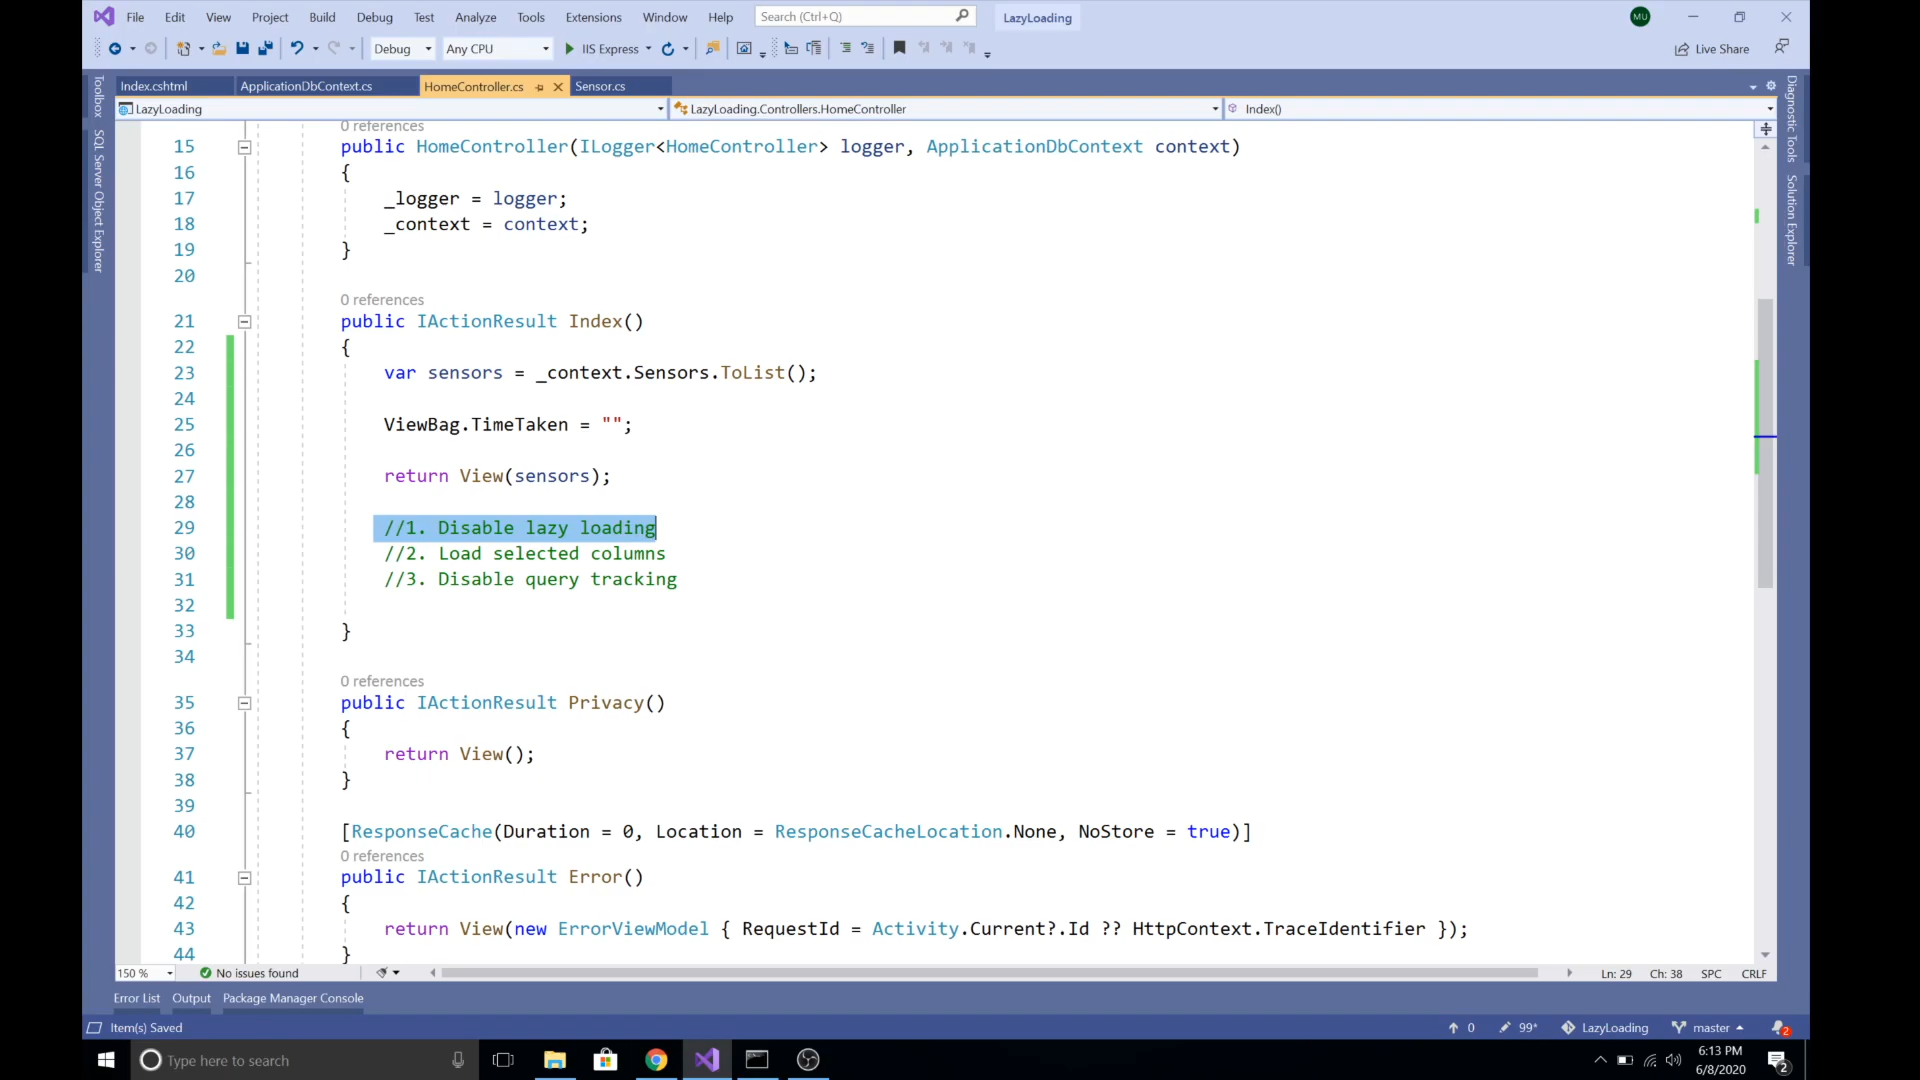 File Edit View Project Build Debug Test Analyze Tools Extensions Window Help Search (Ctrl+Q) LazyLoading MU
Debug Any CPU IIS Express Live Share
Toolbox
SQL Server Object Explorer
Index.cshtml ApplicationDbContext.cs HomeController.cs Sensor.cs
LazyLoading LazyLoading.Controllers.HomeController Index()
0 references
15 public HomeController(ILogger<HomeController> logger, ApplicationDbContext context)
16 {
17 _logger = logger;
18 _context = context;
19 }
20
0 references
21 public IActionResult Index()
22 {
23 var sensors = _context.Sensors.ToList();
24
25 ViewBag.TimeTaken = "";
26
27 return View(sensors);
28
29 //1. Disable lazy loading
30 //2. Load selected columns
31 //3. Disable query tracking
32
33 }
34
0 references
35 public IActionResult Privacy()
36 {
37 return View();
38 }
39
40 [ResponseCache(Duration = 0, Location = ResponseCacheLocation.None, NoStore = true)]
0 references
41 public IActionResult Error()
42 {
43 return View(new ErrorViewModel { RequestId = Activity.Current?.Id ?? HttpContext.TraceIdentifier });
44 }
Diagnostic Tools
Solution Explorer
150 % No issues found Ln: 29 Ch: 38 SPC CRLF
Error List Output Package Manager Console
Item(s) Saved 0 99* LazyLoading master 2
Type here to search 6:13 PM
6/8/2020 2